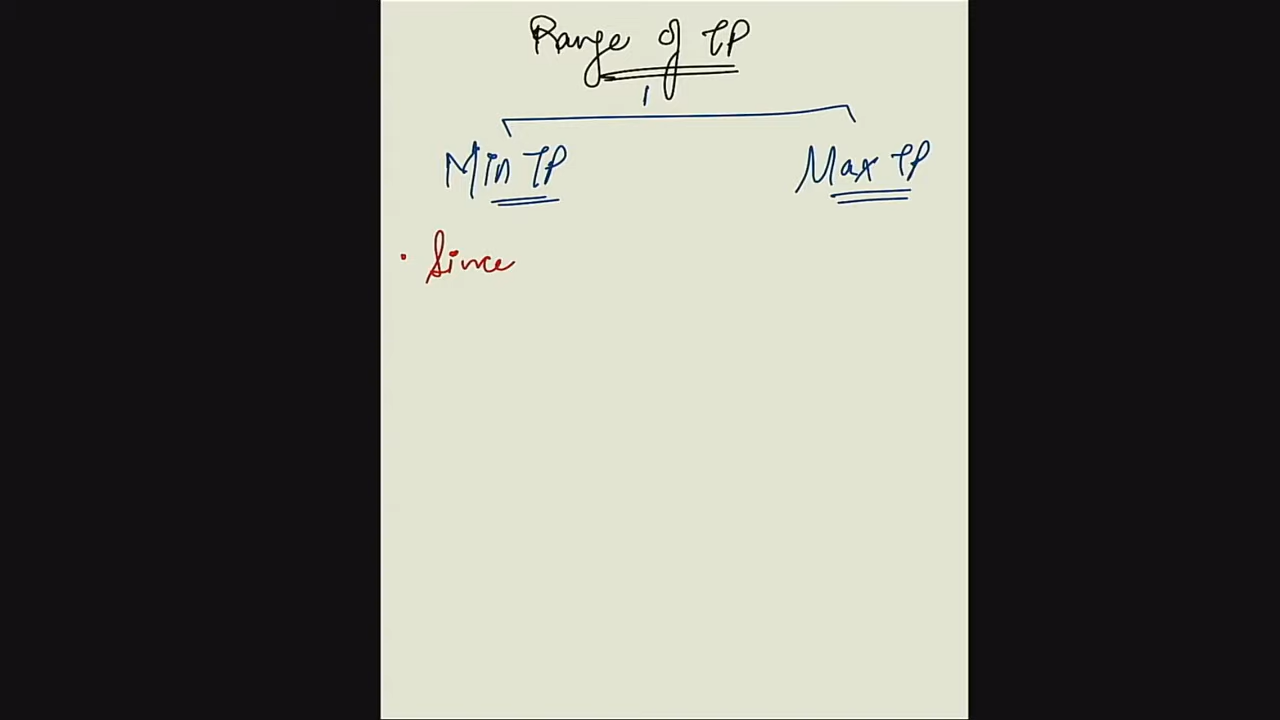 Range of TP
Min TP
Max TP
• Since